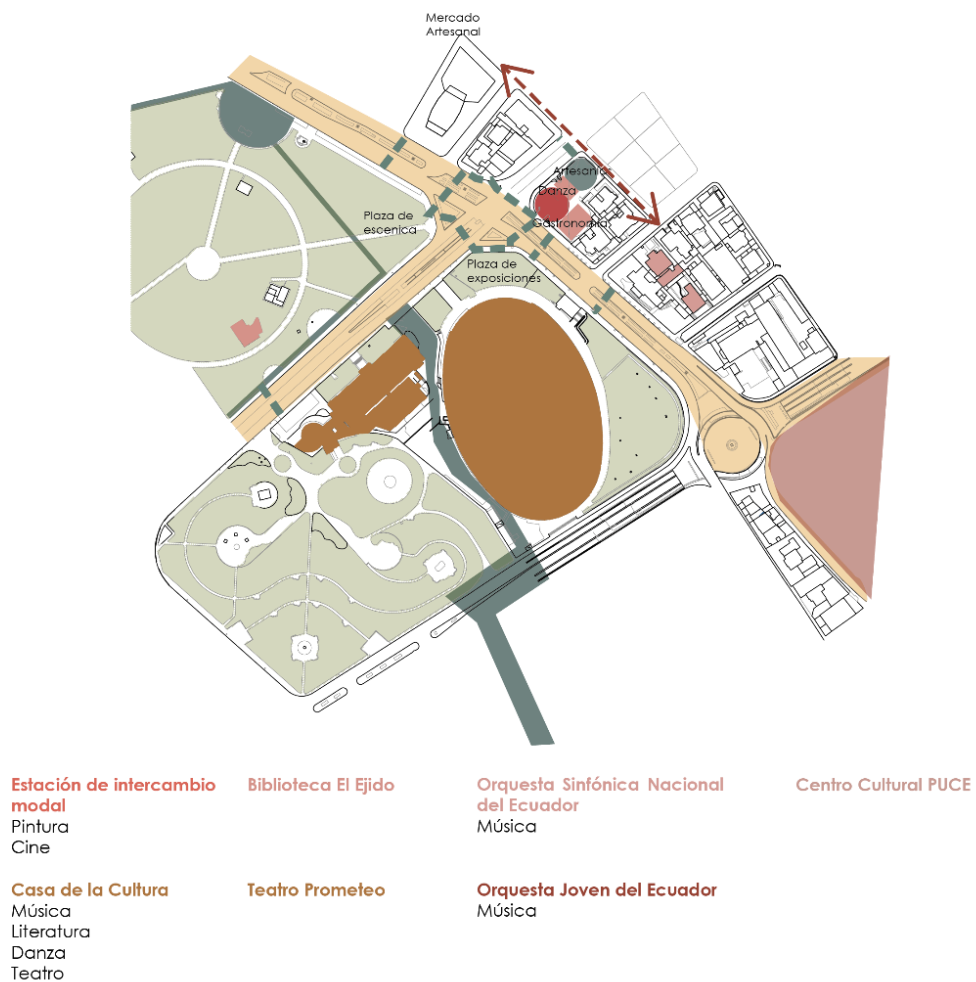 Mercado
Artesanal
Artesanía
Danza
Gastronomía
Plaza de
escenica
Plaza de
exposiciones
Estación de intercambio
modal
Pintura
Cine
Biblioteca El Ejido
Orquesta Sinfónica Nacional
del Ecuador
Música
Centro Cultural PUCE
Casa de la Cultura
Música
Literatura
Danza
Teatro
Teatro Prometeo
Orquesta Joven del Ecuador
Música